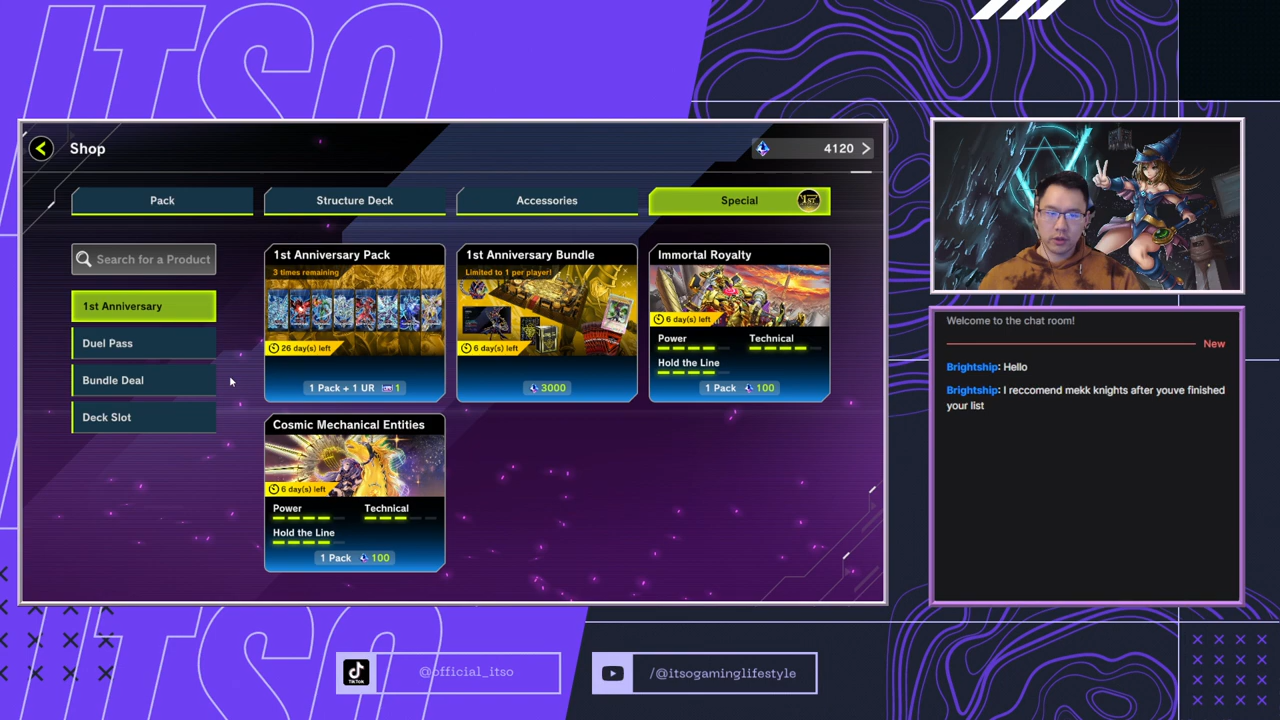 ITSO
Shop
4120
Pack
Structure Deck
Accessories
Special
1ST
Search for a Product
1st Anniversary
Duel Pass
Bundle Deal
Deck Slot
1st Anniversary Pack
3 times remaining
26 day(s) left
1 Pack + 1 UR 1
1st Anniversary Bundle
Limited to 1 per player!
6 day(s) left
3000
Immortal Royalty
6 day(s) left
Power
Technical
Hold the Line
1 Pack 100
Cosmic Mechanical Entities
6 day(s) left
Power
Technical
Hold the Line
1 Pack 100
Welcome to the chat room!
New
Brightship: Hello
Brightship: I reccomend mekk knights after youve finished
your list
ITSO
TikTok
@official_itso
/@itsogaminglifestyle